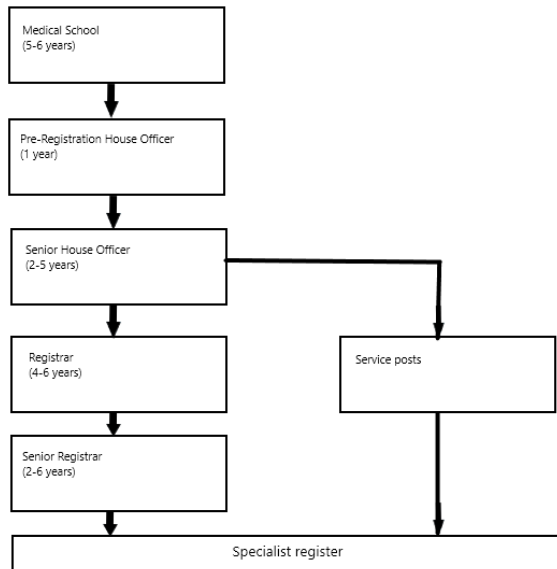 Medical School
(5-6 years)
Pre-Registration House Officer
(1 year)
Senior House Officer
(2-5 years)
Registrar
(4-6 years)
Service posts
Senior Registrar
(2-6 years)
Specialist register